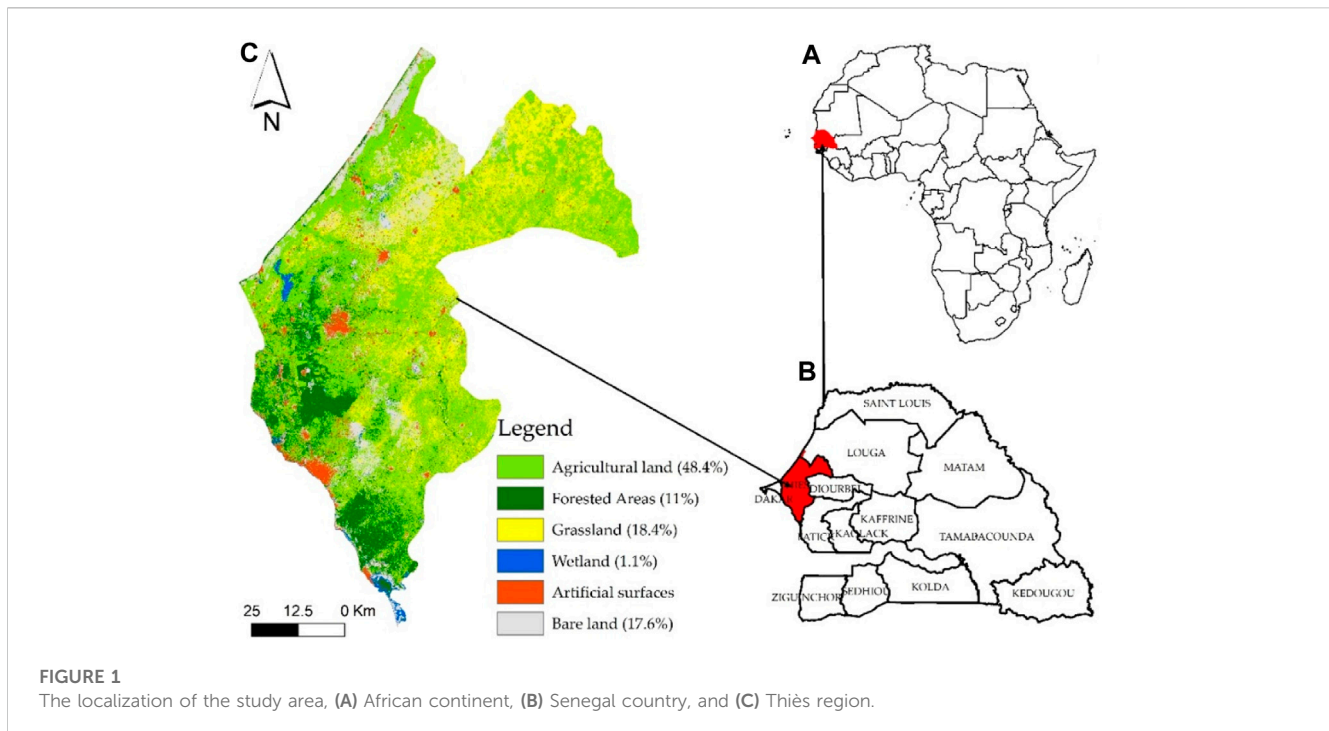 C
N
A
B
SAINT LOUIS
LOUGA
MATAM
DIOURBEL
KAFFRINE
TAMBACOUNDA
ZIGUINCHOR
SEDHIOU
KOLDA
KEDOUGOU
Legend
Agricultural land (48.4%)
Forested Areas (11%)
Grassland (18.4%)
Wetland (1.1%)
Artificial surfaces
Bare land (17.6%)
25 12.5 0 Km
FIGURE 1
The localization of the study area, (A) African continent, (B) Senegal country, and (C) Thiès region.